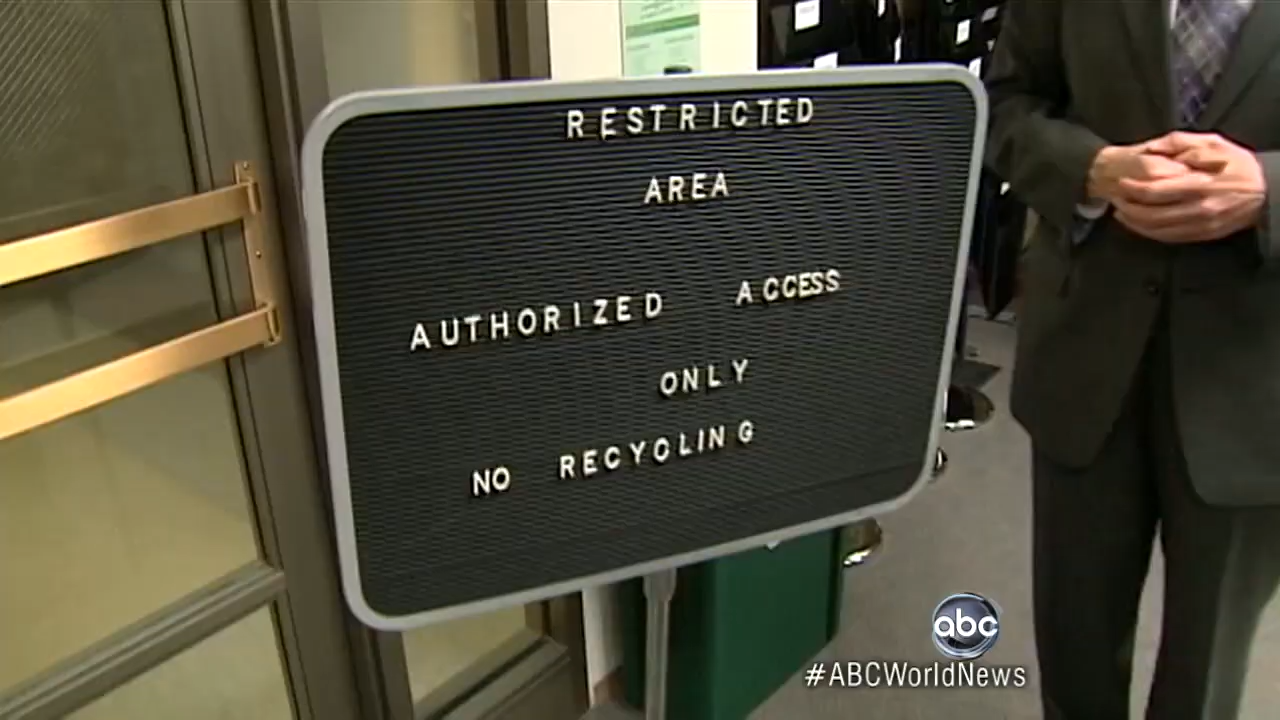 RESTRICTED
AREA
AUTHORIZED ACCESS
ONLY
NO RECYCLING
abc
#ABCWorldNews